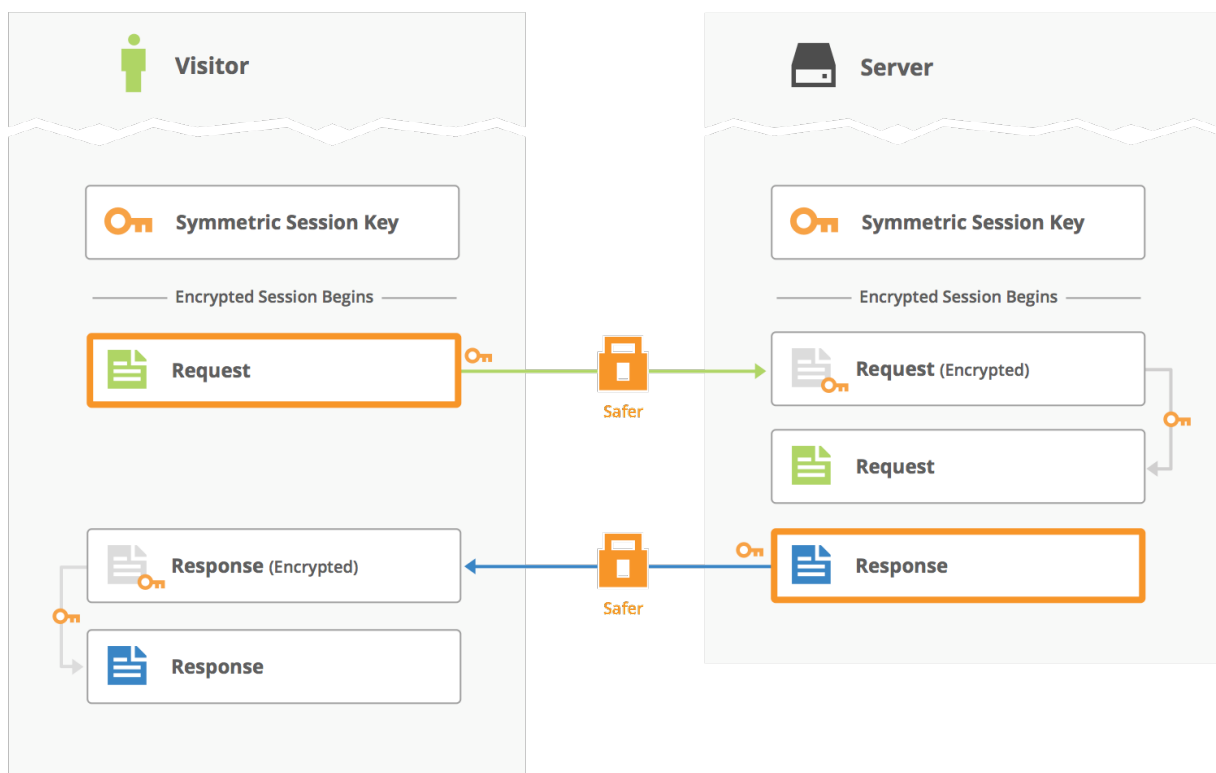 Visitor
Server
Symmetric Session Key
Symmetric Session Key
Encrypted Session Begins
Encrypted Session Begins
Request
Safer
Request (Encrypted)
Request
Response (Encrypted)
Safer
Response
Response